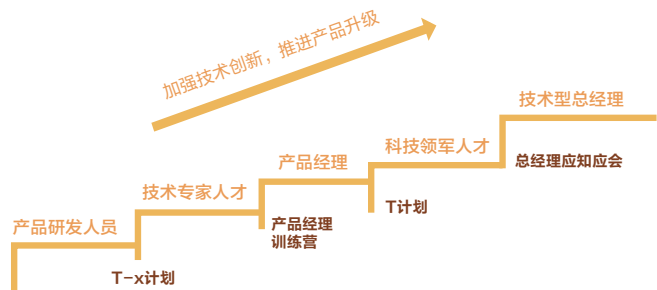 加强技术创新，推进产品升级
技术型总经理
总经理应知应会
科技领军人才
T计划
产品经理
产品经理
训练营
技术专家人才
T-x计划
产品研发人员